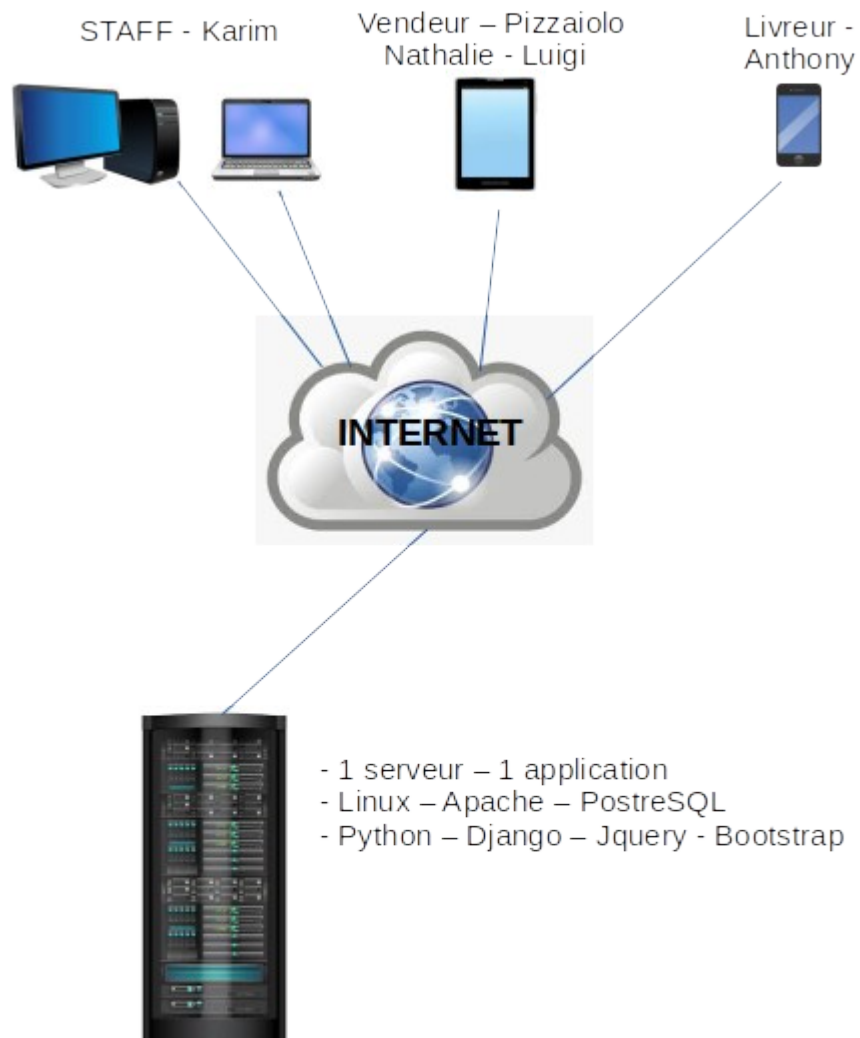 STAFF - Karim
Vendeur – Pizzaiolo
Nathalie - Luigi
Livreur -
Anthony
INTERNET
- 1 serveur – 1 application
- Linux – Apache – PostreSQL
- Python – Django – Jquery - Bootstrap